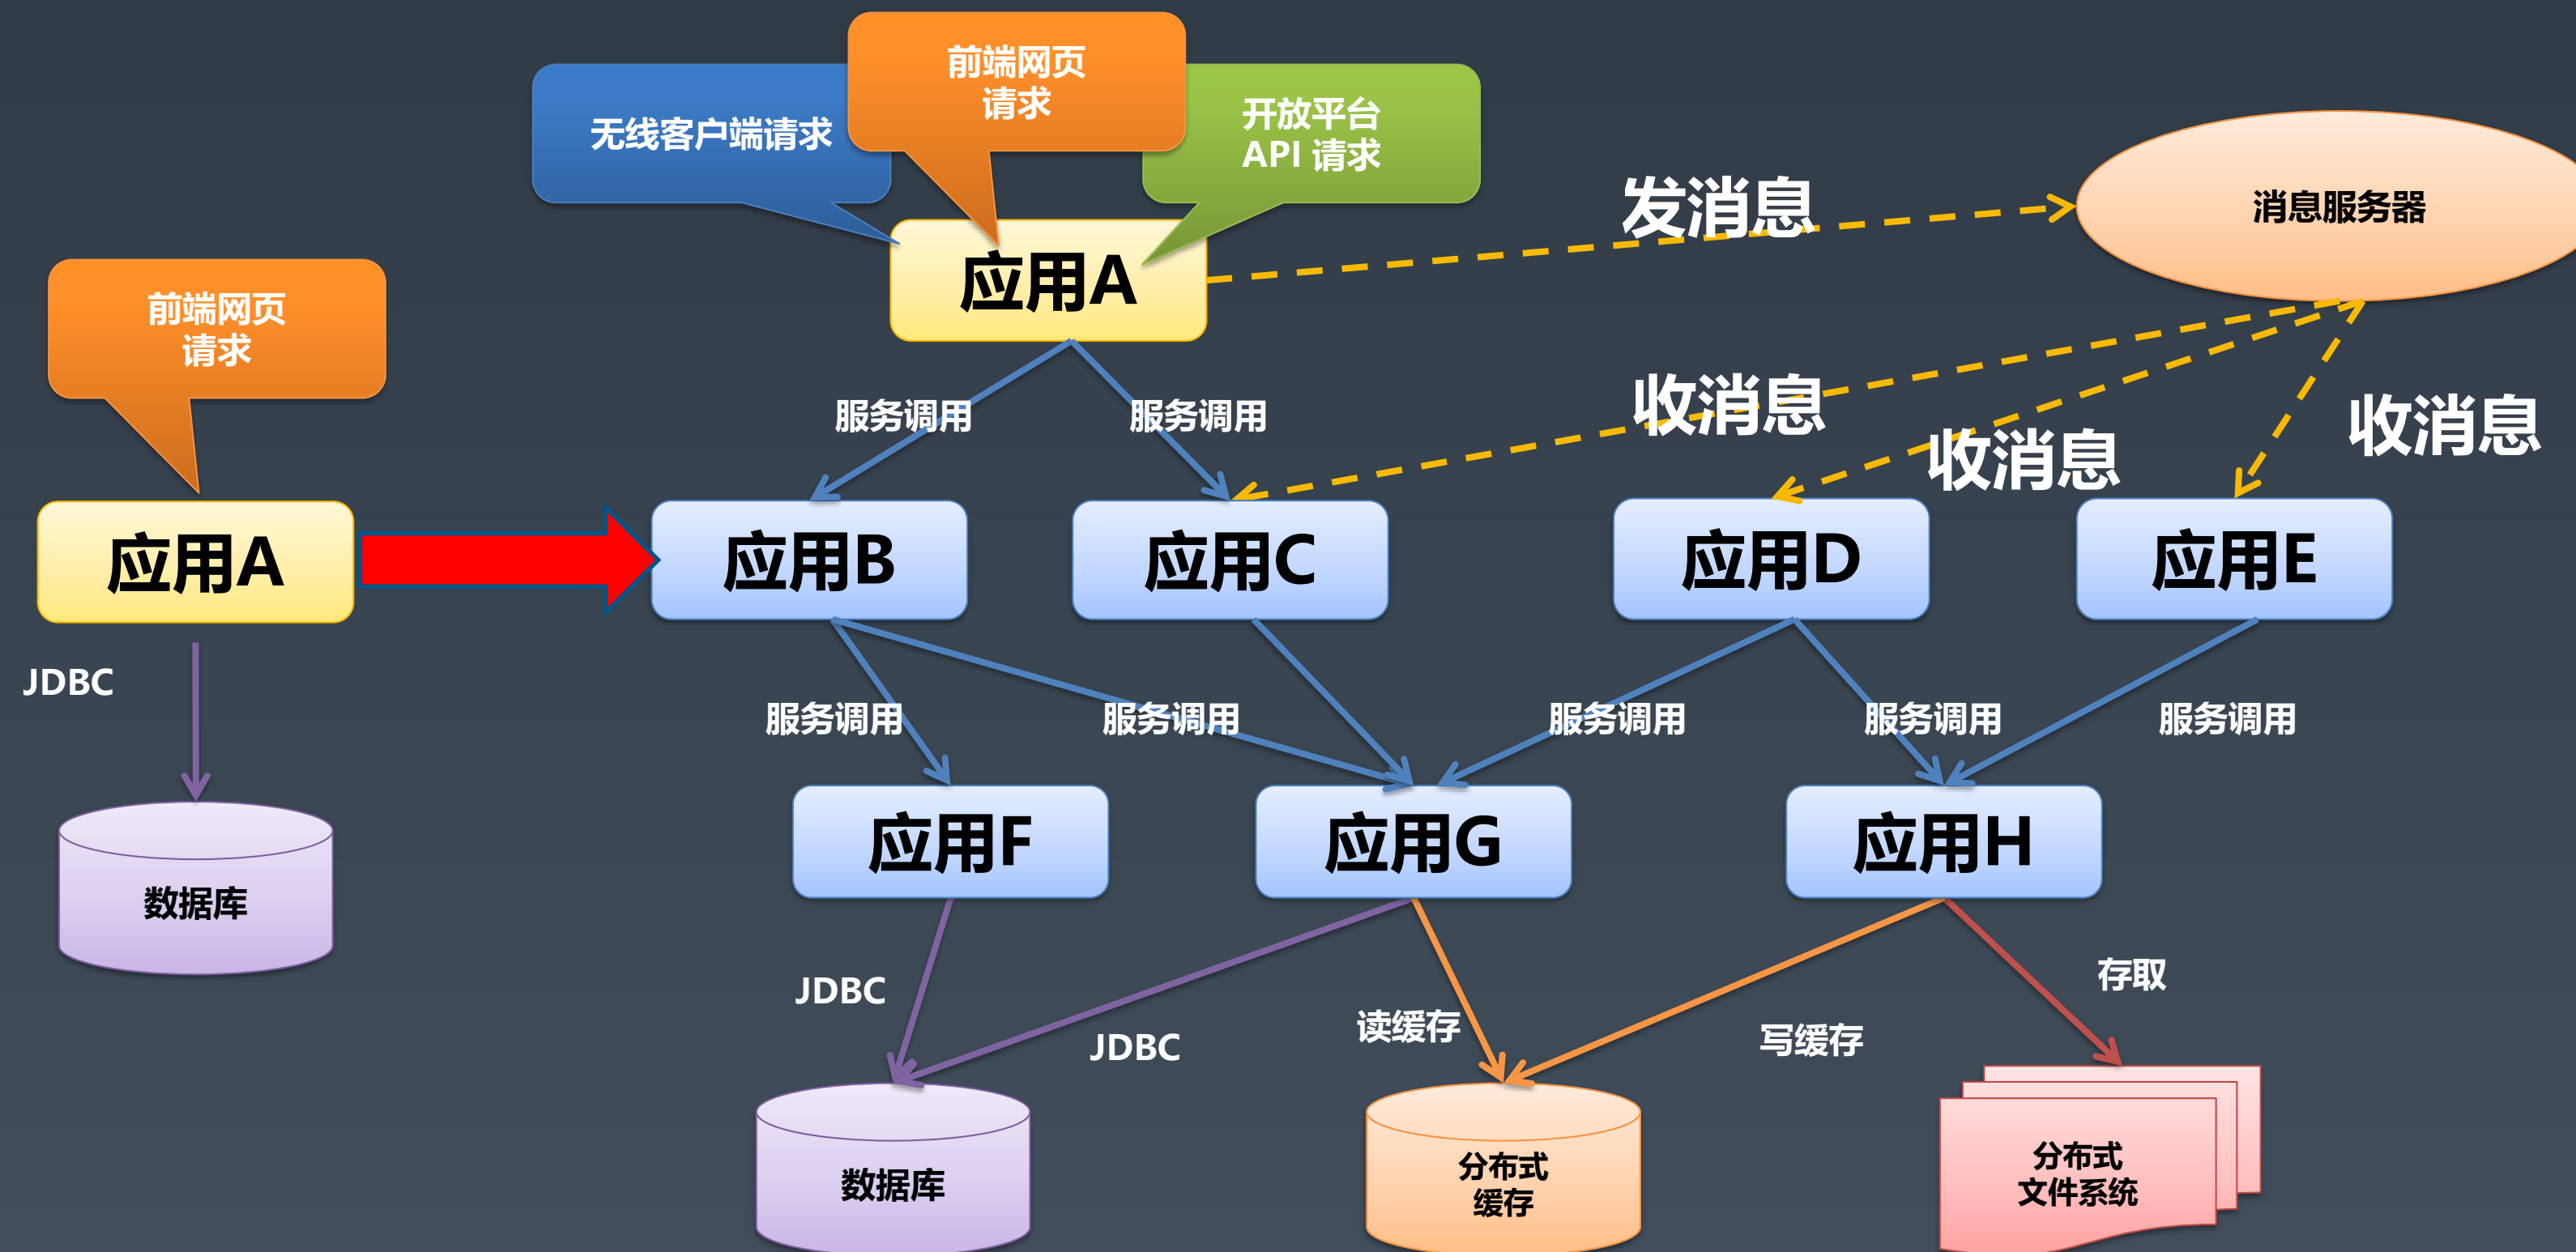 前端网页
请求
无线客户端请求
开放平台
API 请求
发消息
消息服务器
应用A
前端网页
请求
服务调用
服务调用
收消息
收消息
收消息
应用A
应用B
应用C
应用D
应用E
JDBC
服务调用
服务调用
服务调用
服务调用
服务调用
应用F
应用G
应用H
数据库
JDBC
JDBC
读缓存
写缓存
存取
数据库
分布式
缓存
分布式
文件系统